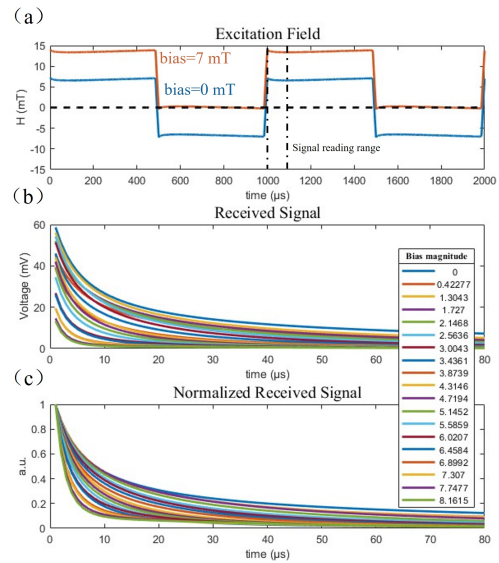 (a)
Excitation Field
15
10
5
0
-5
-10
-15
H (mT)
bias=7 mT
bias=0 mT
Signal reading range
0 200 400 600 800 1000 1200 1400 1600 1800 2000
time (µs)
(b)
Received Signal
60
40
20
0
Voltage (mV)
0 10 20 30 40 50 60 70 80
time (µs)
Bias magnitude
0
0.42277
1.3043
1.727
2.1468
2.5636
3.0043
3.4361
3.8739
4.3146
4.7194
5.1452
5.5859
6.0207
6.4584
6.8992
7.307
7.7477
8.1615
(c)
Normalized Received Signal
1
0.8
0.6
0.4
0.2
0
a.u.
0 10 20 30 40 50 60 70 80
time (µs)